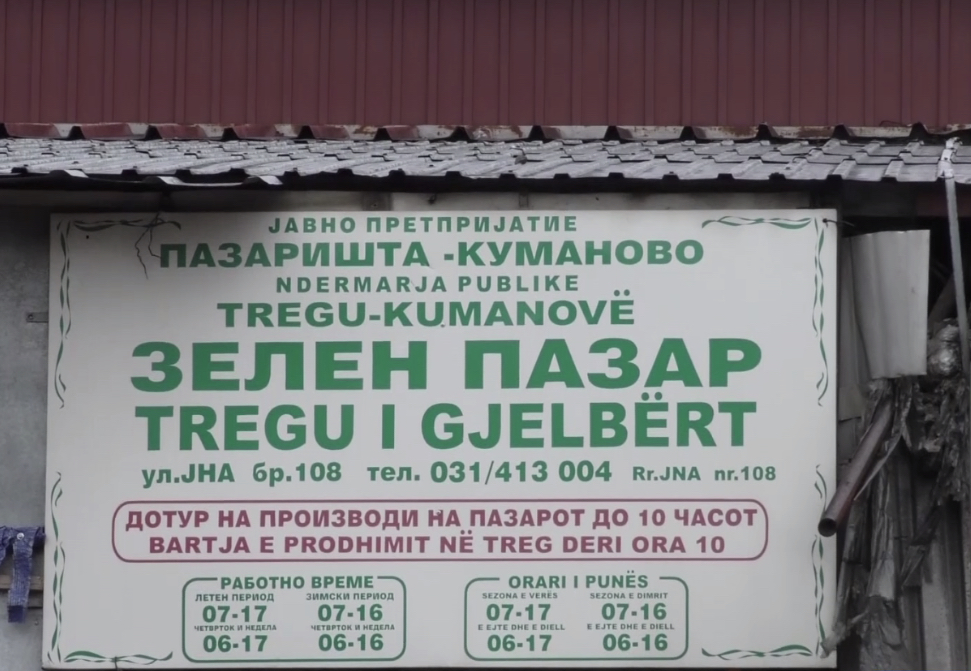 ЈАВНО ПРЕТПРИЈАТИЕ
ПАЗАРИШТА -КУМАНОВО
NDERMARJA PUBLIKE
TREGU-KUMANOVË
ЗЕЛЕН ПАЗАР
TREGU I GJELBËRT
ул.ЈНА бр.108 тел. 031/413 004 Rr.JNA nr.108
ДОТУР НА ПРОИЗВОДИ НА ПАЗАРОТ ДО 10 ЧАСОТ
BARTJA E PRODHIMIT NË TREG DERI ORA 10
РАБОТНО ВРЕМЕ
ЛЕТЕН ПЕРИОД ЗИМСКИ ПЕРИОД
07-17 07-16
ЧЕТВРТОК И НЕДЕЛА ЧЕТВРТОК И НЕДЕЛА
06-17 06-16
ORARI I PUNËS
SEZONA E VERËS SEZONA E DIMRIT
07-17 07-16
E EJTE DHE E DIELL E EJTE DHE E DIELL
06-17 06-16